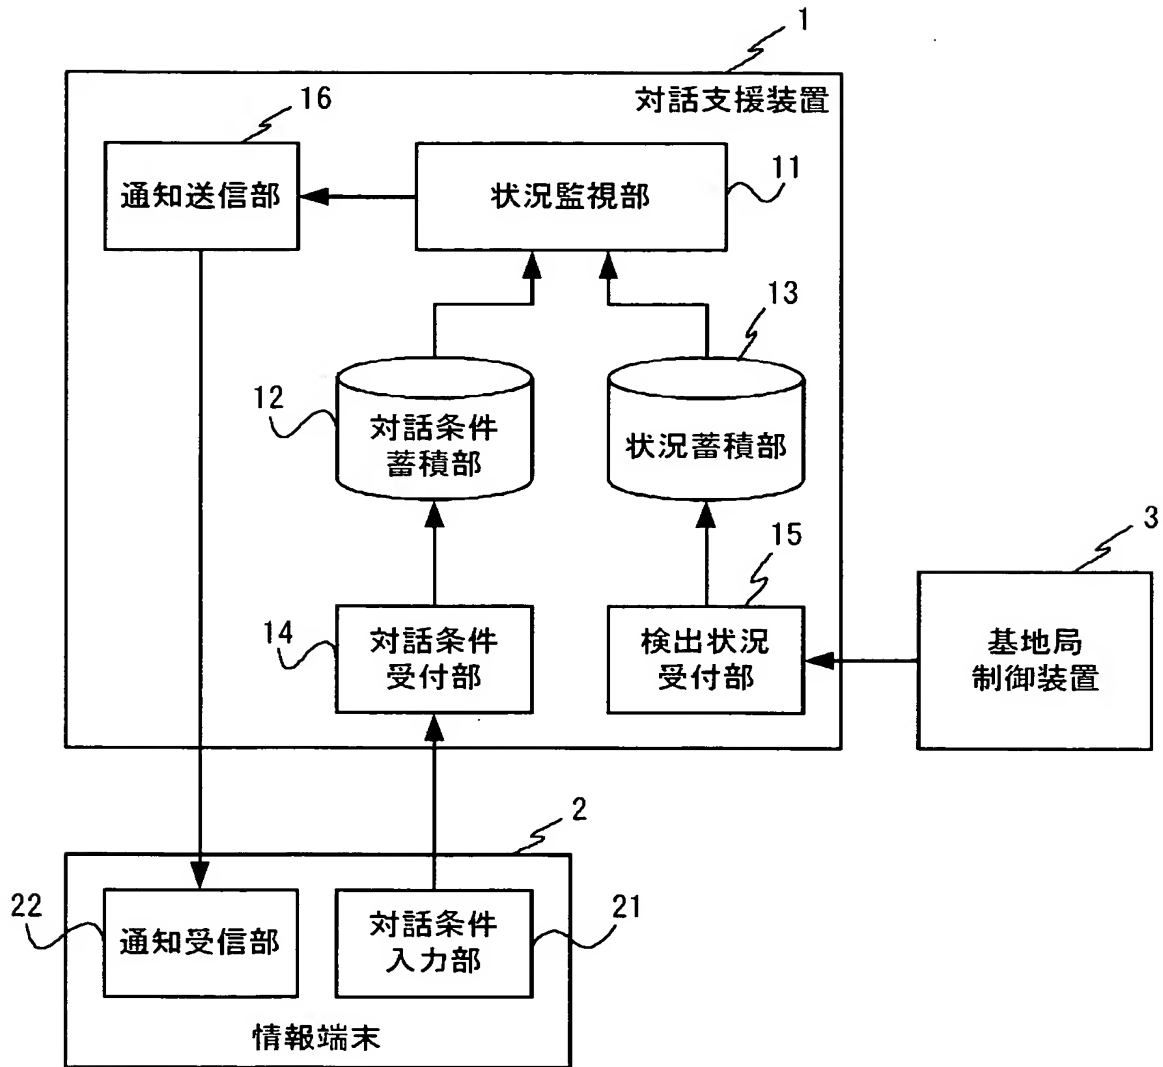 1
対話支援装置
16
通知送信部
状況監視部
11
13
12
対話条件
蓄積部
状況蓄積部
15
3
14
対話条件
受付部
検出状況
受付部
基地局
制御装置
2
22
通知受信部
対話条件
入力部
21
情報端末